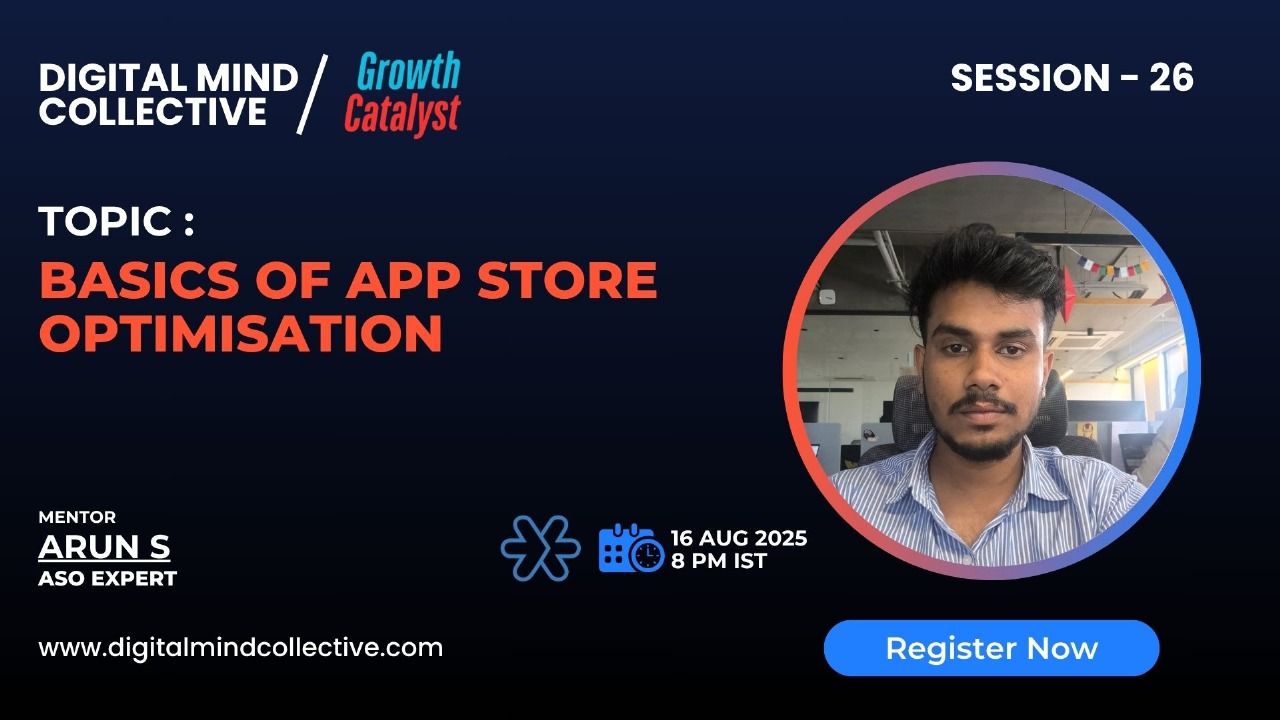 DIGITAL MIND
COLLECTIVE
Growth
Catalyst
SESSION - 26
TOPIC :
BASICS OF APP STORE
OPTIMISATION
MENTOR
ARUN S
ASO EXPERT
16 AUG 2025
8 PM IST
www.digitalmindcollective.com
Register Now